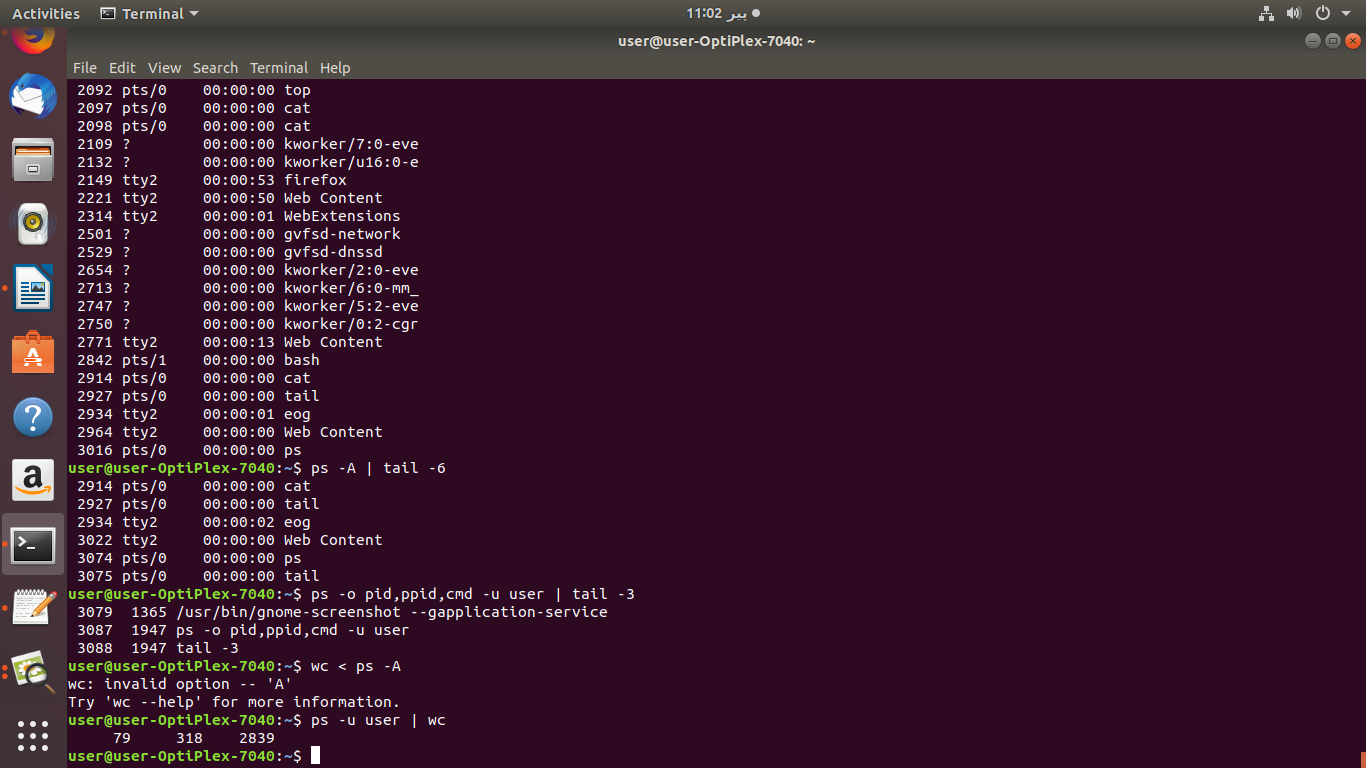 Activities Terminal 11:02 پیر
user@user-OptiPlex-7040: ~
File Edit View Search Terminal Help
2092 pts/0 00:00:00 top
2097 pts/0 00:00:00 cat
2098 pts/0 00:00:00 cat
2109 ? 00:00:00 kworker/7:0-eve
2132 ? 00:00:00 kworker/u16:0-e
2149 tty2 00:00:53 firefox
2221 tty2 00:00:50 Web Content
2314 tty2 00:00:01 WebExtensions
2501 ? 00:00:00 gvfsd-network
2529 ? 00:00:00 gvfsd-dnssd
2654 ? 00:00:00 kworker/2:0-eve
2713 ? 00:00:00 kworker/6:0-mm_
2747 ? 00:00:00 kworker/5:2-eve
2750 ? 00:00:00 kworker/0:2-cgr
2771 tty2 00:00:13 Web Content
2842 pts/1 00:00:00 bash
2914 pts/0 00:00:00 cat
2927 pts/0 00:00:00 tail
2934 tty2 00:00:01 eog
2964 tty2 00:00:00 Web Content
3016 pts/0 00:00:00 ps
user@user-OptiPlex-7040:~$ ps -A | tail -6
2914 pts/0 00:00:00 cat
2927 pts/0 00:00:00 tail
2934 tty2 00:00:02 eog
3022 tty2 00:00:00 Web Content
3074 pts/0 00:00:00 ps
3075 pts/0 00:00:00 tail
user@user-OptiPlex-7040:~$ ps -o pid,ppid,cmd -u user | tail -3
3079 1365 /usr/bin/gnome-screenshot --gapplication-service
3087 1947 ps -o pid,ppid,cmd -u user
3088 1947 tail -3
user@user-OptiPlex-7040:~$ wc < ps -A
wc: invalid option -- 'A'
Try 'wc --help' for more information.
user@user-OptiPlex-7040:~$ ps -u user | wc
79 318 2839
user@user-OptiPlex-7040:~$